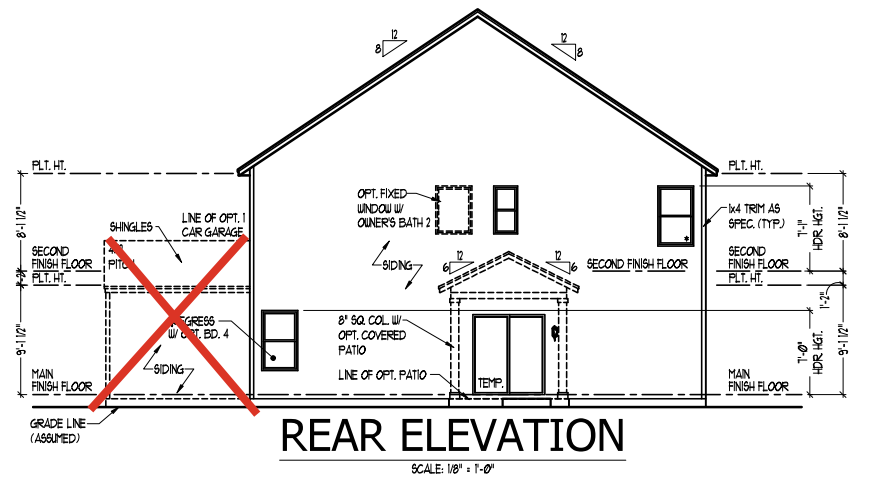 12
8
12
8
PLT. HT.
PLT. HT.
8'-1 1/2"
OPT. FIXED
WINDOW W/
OWNER'S BATH 2
1x4 TRIM AS
SPEC. (TYP.)
7'-1"
HDR. HGT.
8'-1 1/2"
SHINGLES
LINE OF OPT. 1
CAR GARAGE
*
SECOND
FINISH FLOOR
PLT. HT.
PITCH
SIDING
12
6
12
6
SECOND FINISH FLOOR
SECOND
FINISH FLOOR
PLT. HT.
1'-2"
9'-1 1/2"
EGRESS
W/ OPT. BD. 4
8" SQ. COL. W/
OPT. COVERED
PATIO
7'-0"
HDR. HGT.
9'-1 1/2"
MAIN
FINISH FLOOR
SIDING
LINE OF OPT. PATIO
TEMP.
MAIN
FINISH FLOOR
GRADE LINE
(ASSUMED)
REAR ELEVATION
SCALE: 1/8" = 1'-0"